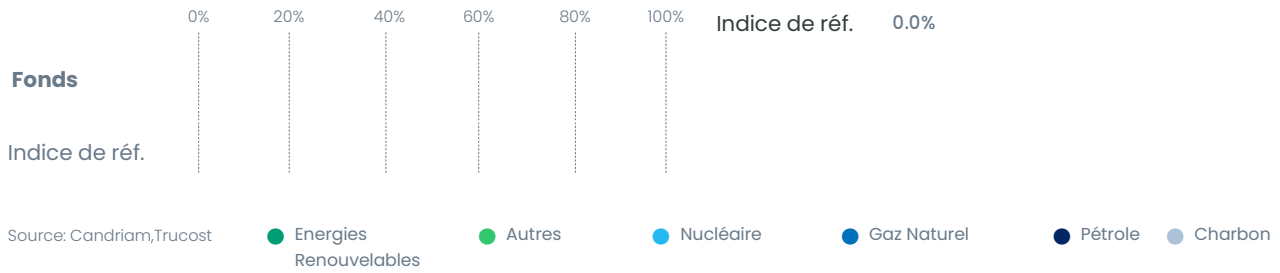 0% 20% 40% 60% 80% 100%
Indice de réf. 0.0%
Fonds
Indice de réf.
Source: Candriam,Trucost
Energies
Renouvelables
Autres
Nucléaire
Gaz Naturel
Pétrole
Charbon